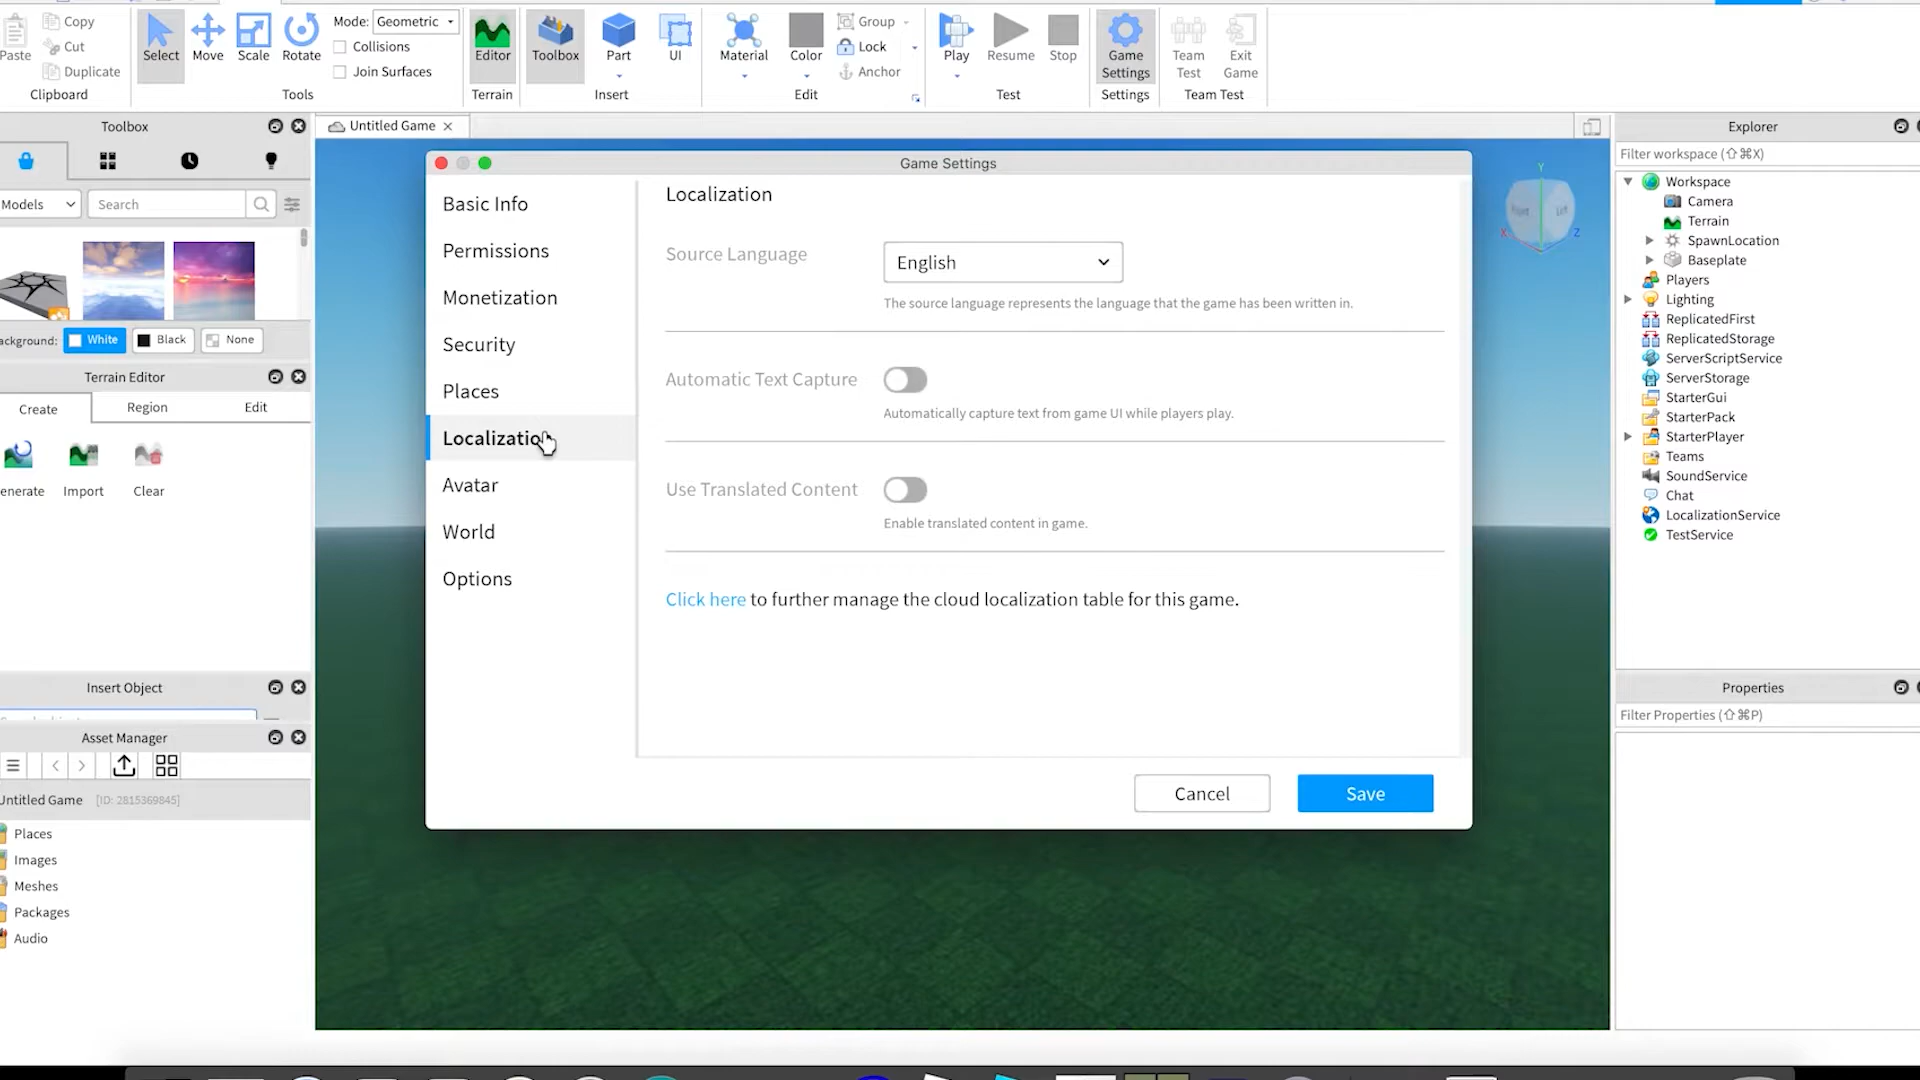 Paste
Copy
Cut
Duplicate
Clipboard
Select
Move
Scale
Rotate
Mode: Geometric
Collisions
Join Surfaces
Tools
Editor
Terrain
Toolbox
Part
UI
Insert
Material
Color
Group
Lock
Anchor
Edit
Play
Resume
Stop
Test
Game Settings
Settings
Team Test
Exit Game
Team Test
Toolbox
Models
Search
ackground:
White
Black
None
Terrain Editor
Create
Region
Edit
enerate
Import
Clear
Insert Object
Asset Manager
Untitled Game [ID: 2815369845]
Places
Images
Meshes
Packages
Audio
Untitled Game
Game Settings
Basic Info
Permissions
Monetization
Security
Places
Localization
Avatar
World
Options
Localization
Source Language
English
The source language represents the language that the game has been written in.
Automatic Text Capture
Automatically capture text from game UI while players play.
Use Translated Content
Enable translated content in game.
Click here to further manage the cloud localization table for this game.
Cancel
Save
Y
X
Z
Explorer
Filter workspace (⇧⌘X)
Workspace
Camera
Terrain
SpawnLocation
Baseplate
Players
Lighting
ReplicatedFirst
ReplicatedStorage
ServerScriptService
ServerStorage
StarterGui
StarterPack
StarterPlayer
Teams
SoundService
Chat
LocalizationService
TestService
Properties
Filter Properties (⇧⌘P)